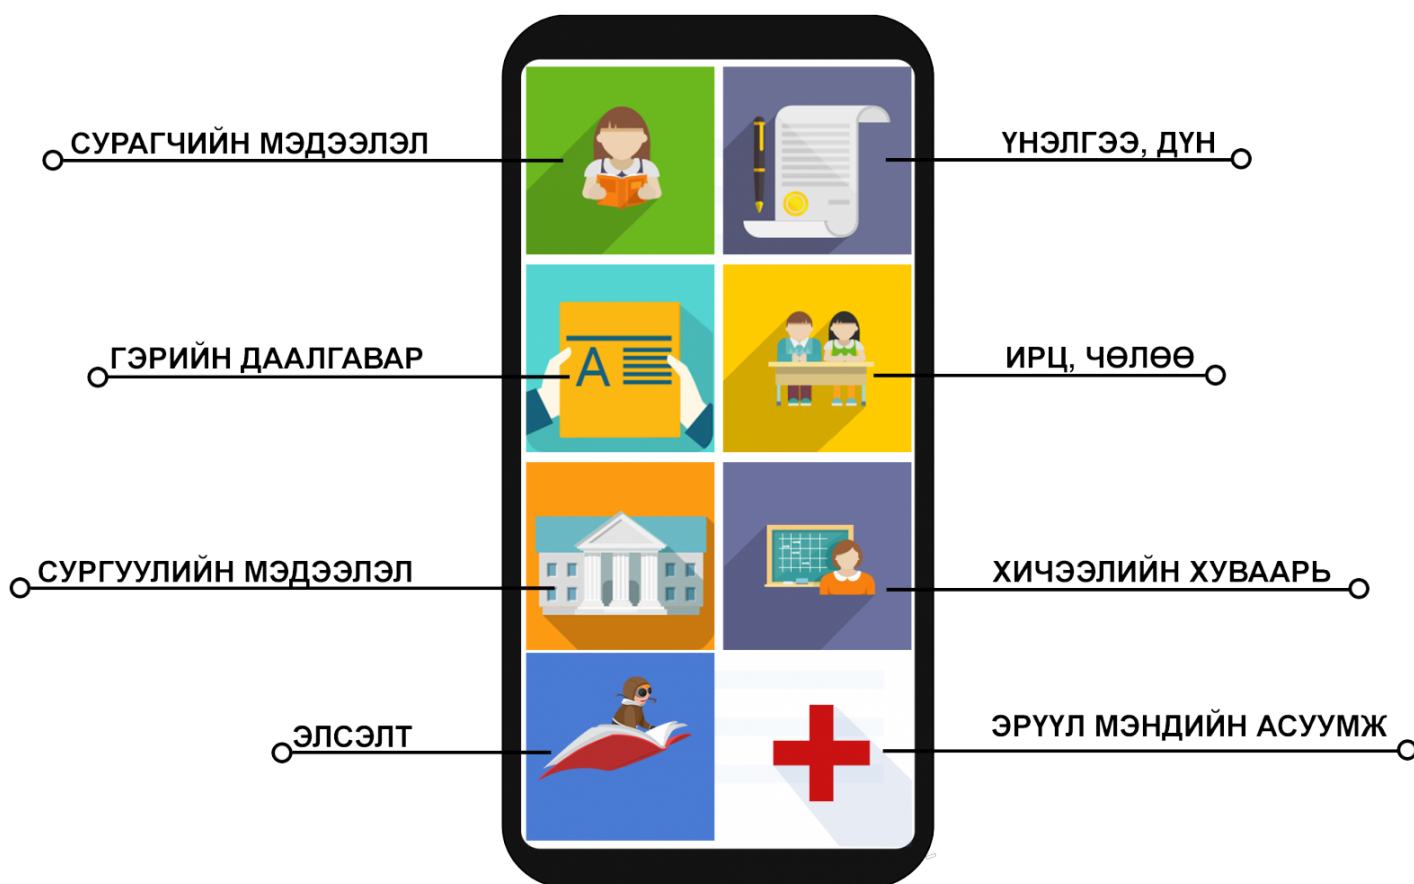 СУРАГЧИЙН МЭДЭЭЛЭЛ
ҮНЭЛГЭЭ, ДҮН
ГЭРИЙН ДААЛГАВАР
ИРЦ, ЧӨЛӨӨ
СУРГУУЛИЙН МЭДЭЭЛЭЛ
ХИЧЭЭЛИЙН ХУВААРЬ
ЭЛСЭЛТ
ЭРҮҮЛ МЭНДИЙН АСУУМЖ
A